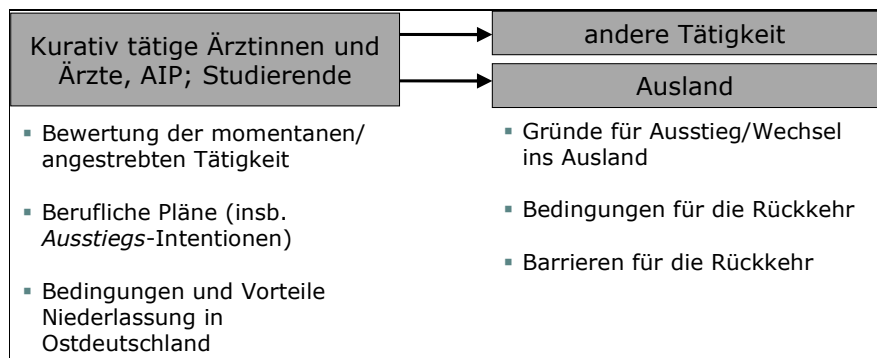 Kurativ tätige Ärztinnen und
Ärzte, AIP; Studierende
andere Tätigkeit
Ausland
▪ Bewertung der momentanen/
angestrebten Tätigkeit
▪ Berufliche Pläne (insb.
Ausstiegs-Intentionen)
▪ Bedingungen und Vorteile
Niederlassung in
Ostdeutschland
▪ Gründe für Ausstieg/Wechsel
ins Ausland
▪ Bedingungen für die Rückkehr
▪ Barrieren für die Rückkehr